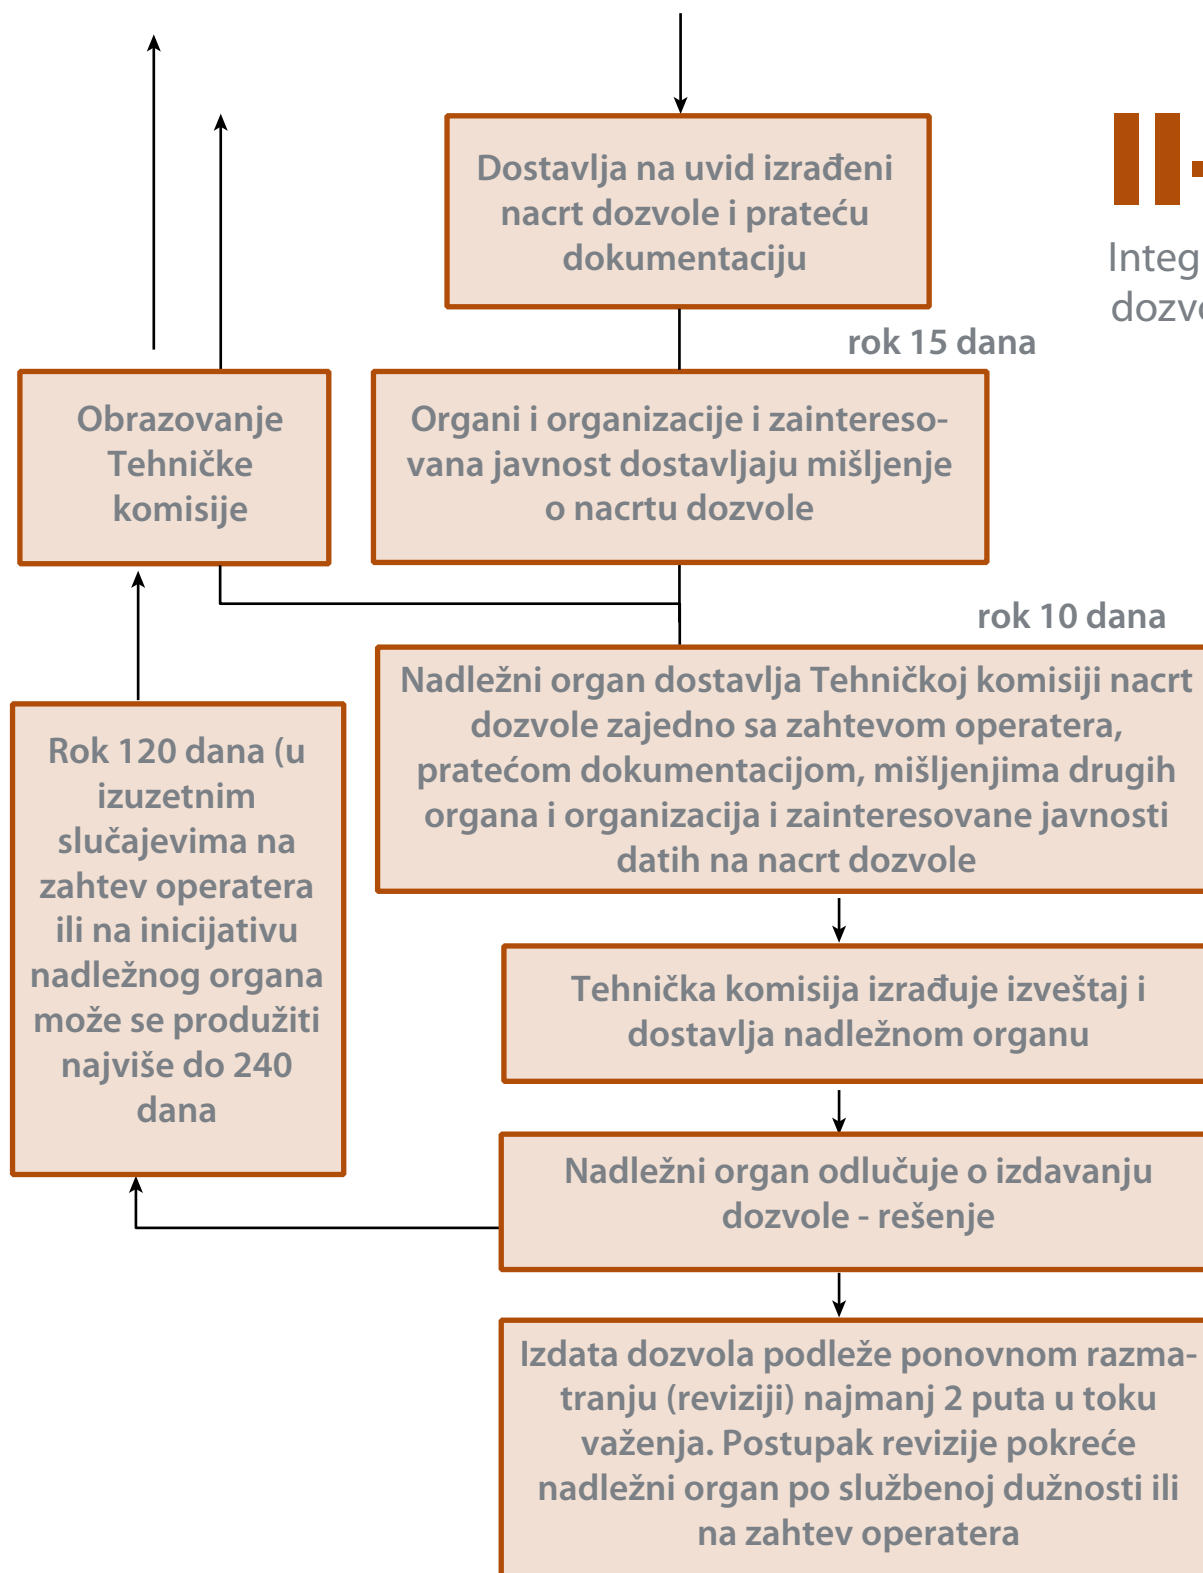 Dostavlja na uvid izrađeni
nacrt dozvole i prateću
dokumentaciju
II-
Integ
dozv
rok 15 dana
Obrazovanje
Tehničke
komisije
Organi i organizacije i zaintereso-
vana javnost dostavljaju mišljenje
o nacrtu dozvole
rok 10 dana
Nadležni organ dostavlja Tehničkoj komisiji nacrt
dozvole zajedno sa zahtevom operatera,
pratećom dokumentacijom, mišljenjima drugih
organa i organizacija i zainteresovane javnosti
datih na nacrt dozvole
Rok 120 dana (u
izuzetnim
slučajevima na
zahtev operatera
ili na inicijativu
nadležnog organa
može se produžiti
najviše do 240
dana
Tehnička komisija izrađuje izveštaj i
dostavlja nadležnom organu
Nadležni organ odlučuje o izdavanju
dozvole - rešenje
Izdata dozvola podleže ponovnom razma-
tranju (reviziji) najmanj 2 puta u toku
važenja. Postupak revizije pokreće
nadležni organ po službenoj dužnosti ili
na zahtev operatera